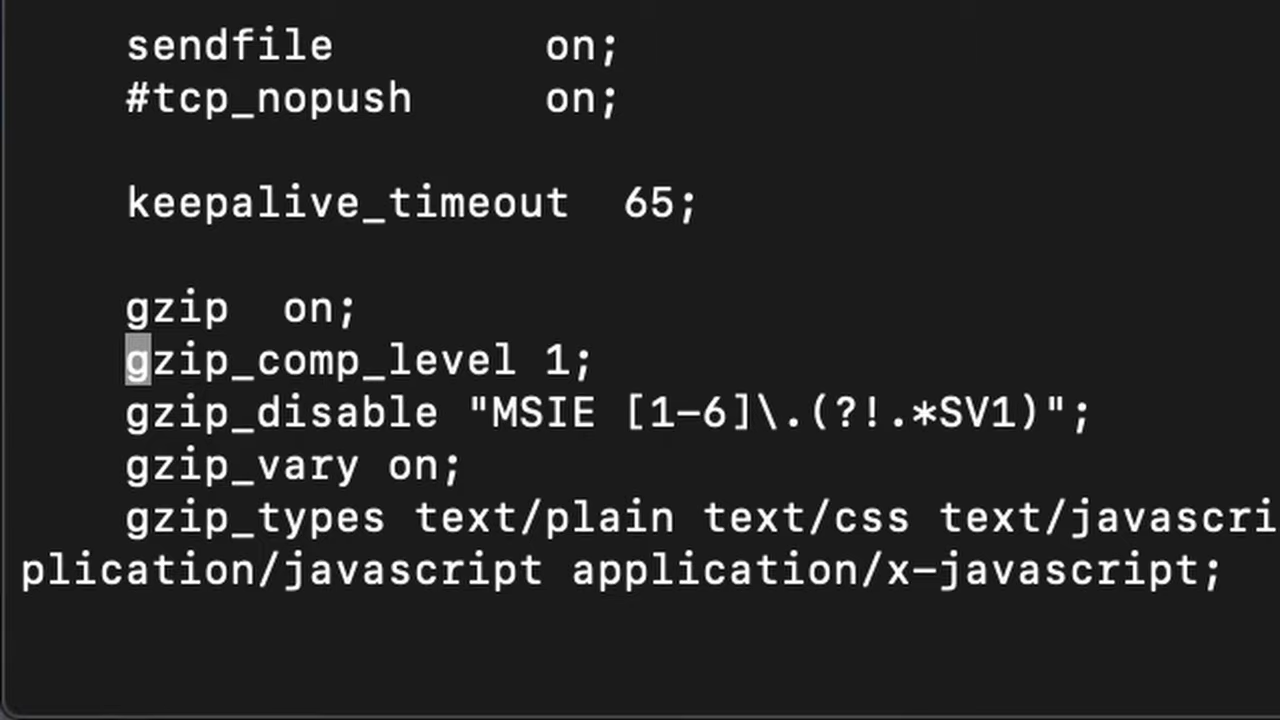 sendfile        on;
#tcp_nopush     on;
keepalive_timeout  65;
gzip  on;
gzip_comp_level 1;
gzip_disable "MSIE [1-6]\.(?!.*SV1)";
gzip_vary on;
gzip_types text/plain text/css text/javascri
plication/javascript application/x-javascript;